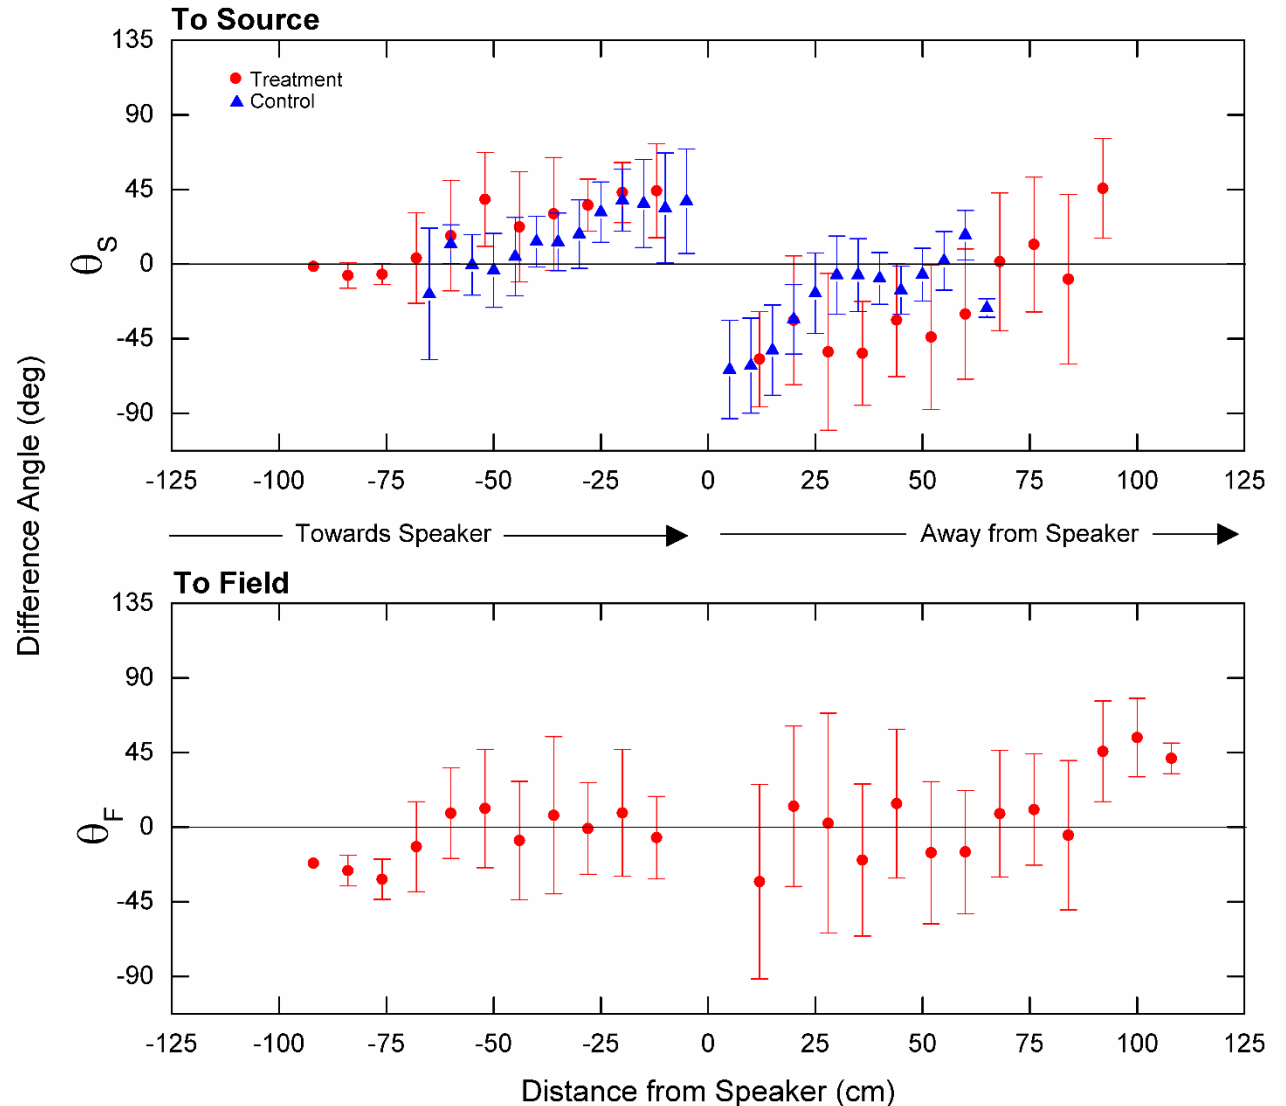 To Source
135
90
45
0
-45
-90
θS
Treatment
Control
-125 -100 -75 -50 -25 0 25 50 75 100 125
Towards Speaker Away from Speaker
Difference Angle (deg)
To Field
135
90
45
0
-45
-90
θF
-125 -100 -75 -50 -25 0 25 50 75 100 125
Distance from Speaker (cm)